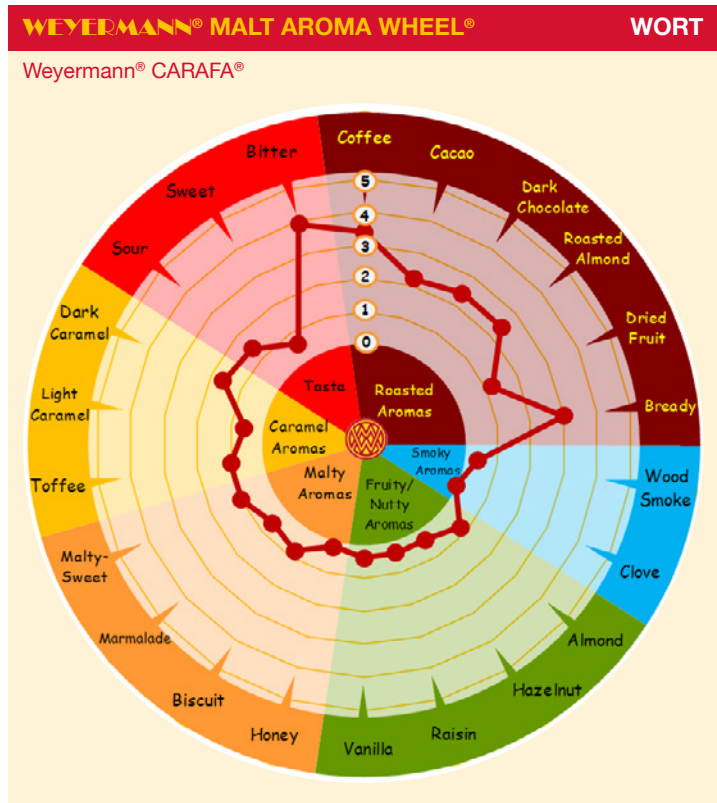 WEYERMANN® MALT AROMA WHEEL® WORT
Weyermann® CARAFA®
Coffee
Cacao
Dark
Chocolate
Roasted
Almond
Dried
Fruit
Bready
Wood
Smoke
Clove
Almond
Hazelnut
Raisin
Vanilla
Honey
Biscuit
Marmalade
Malty-
Sweet
Toffee
Light
Caramel
Dark
Caramel
Sour
Sweet
Bitter
5
4
3
2
1
0
Taste
Roasted
Aromas
Caramel
Aromas
Smoky
Aromas
Malty
Aromas
Fruity/
Nutty
Aromas